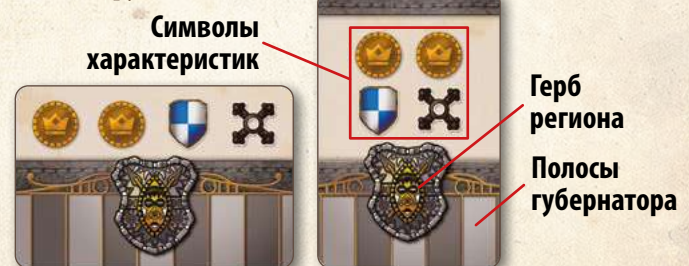 Символы
характеристик
Герб
региона
Полосы
губернатора